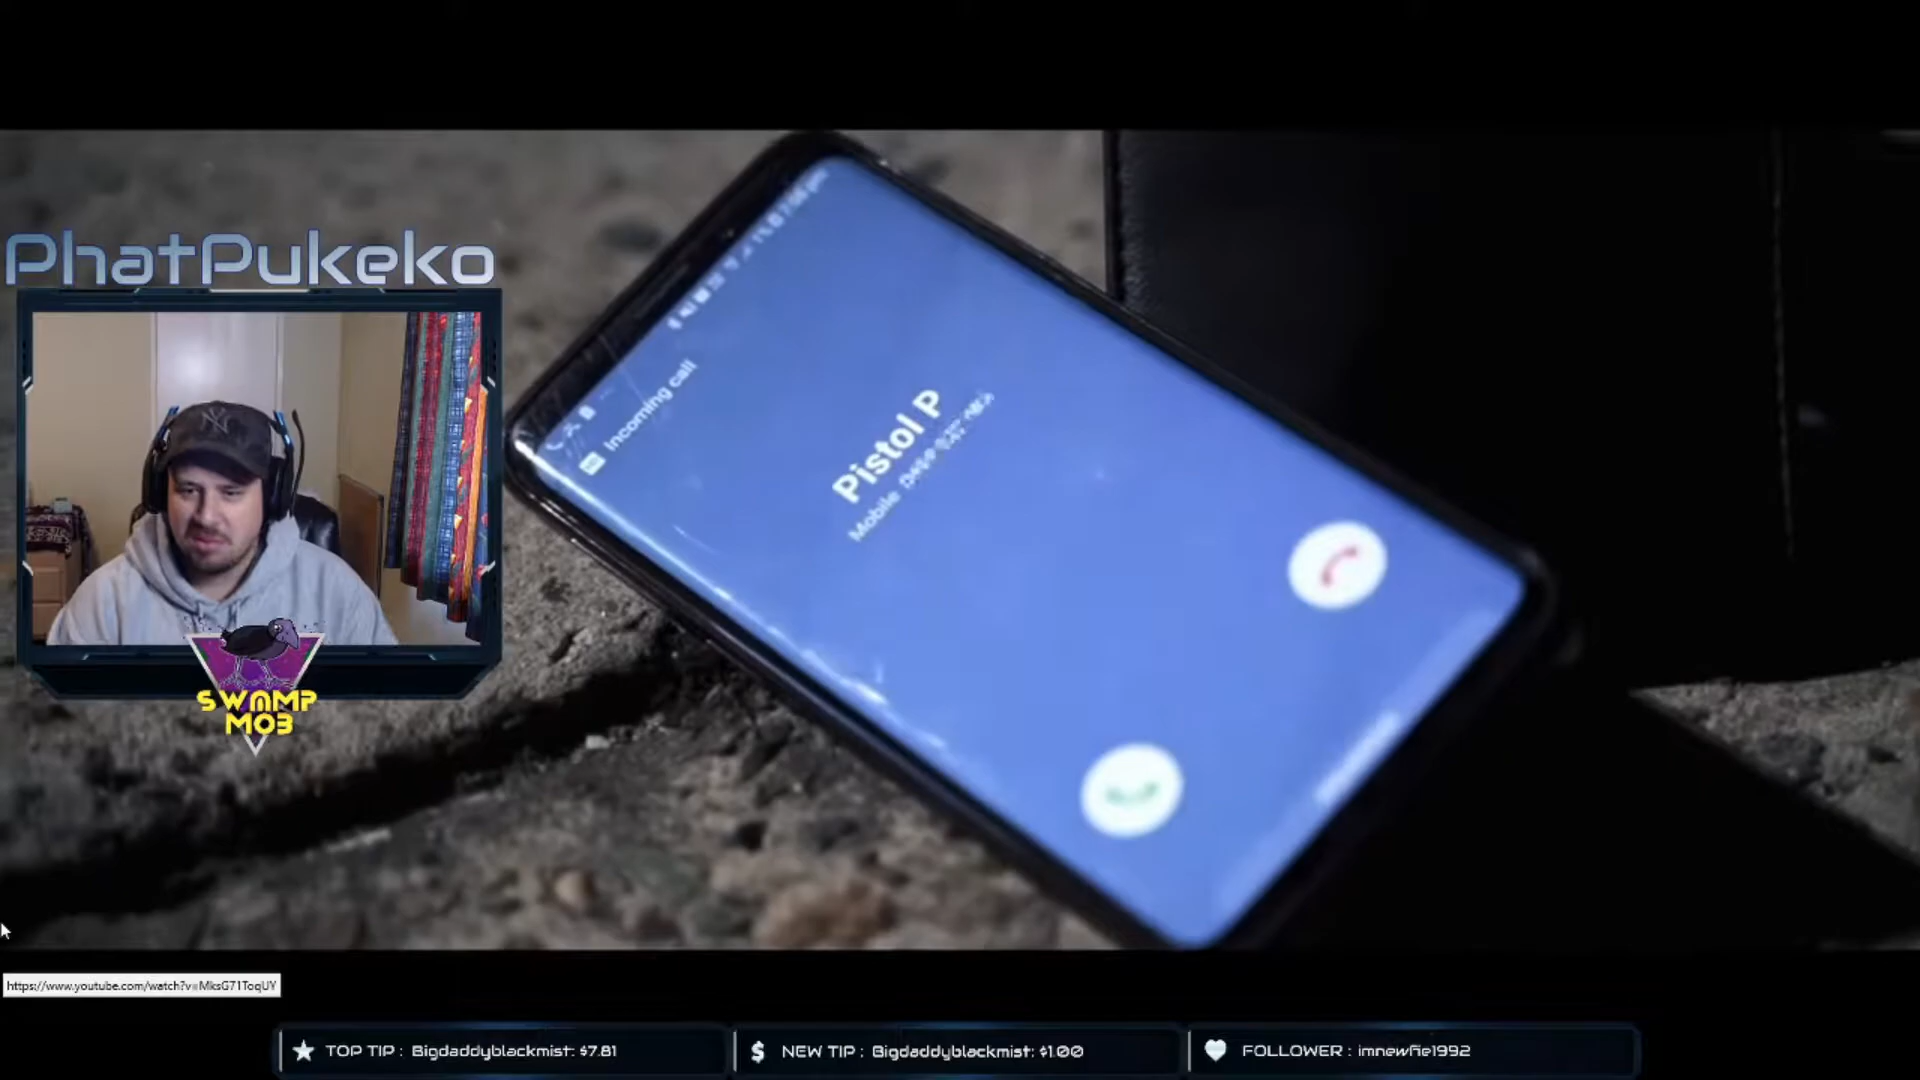 PhatPukeko
SWAMP
MOB
Incoming call
Pistol P
Mobile
https://www.youtube.com/watch?v=MksG71ToqUY
TOP TIP : Bigdaddyblackmist: $7.81
NEW TIP : Bigdaddyblackmist: $1.00
FOLLOWER : imnewfie1992